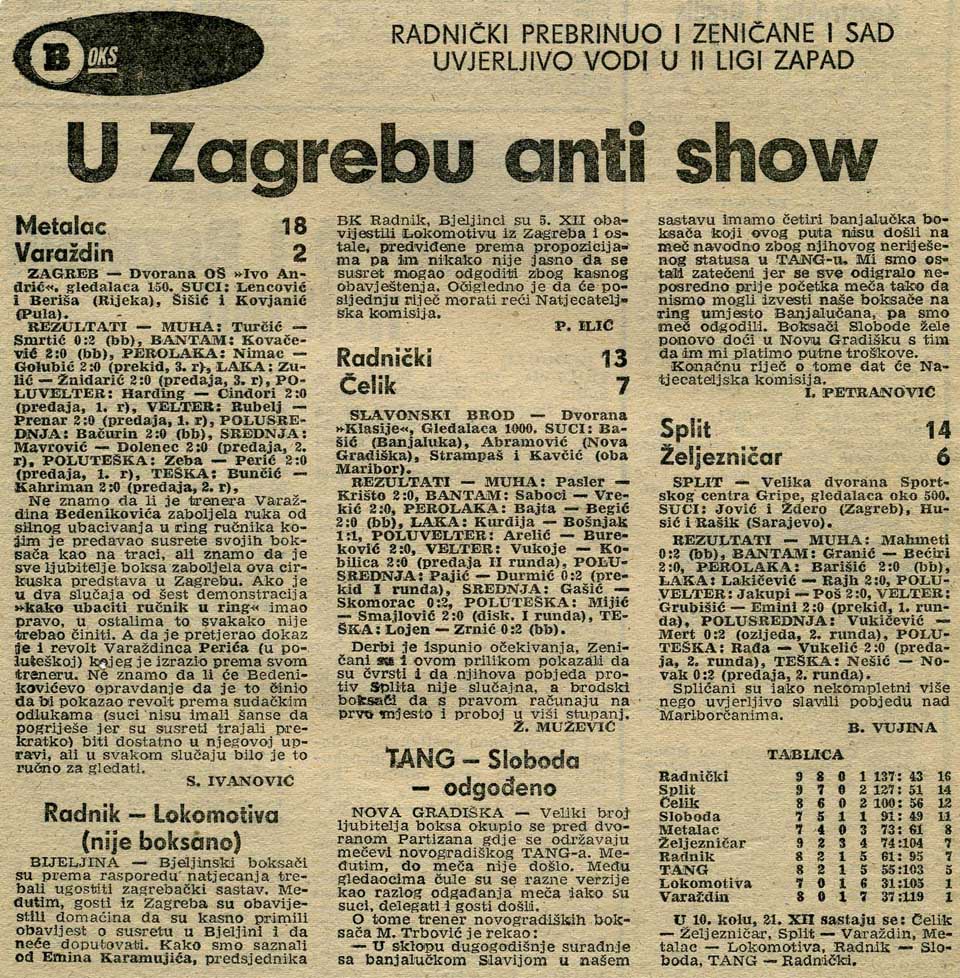 BOKS
RADNIČKI PREBRINUO I ZENIČANE I SAD
UVJERLJIVO VODI U II LIGI ZAPAD
U Zagrebu anti show
Metalac 18
Varaždin 2
ZAGREB — Dvorana OŠ »Ivo An-
drić«, gledalaca 150. SUCI: Lencović
i Beriša (Rijeka), Šišić i Kovjanić
(Pula).
REZULTATI — MUHA: Turčić —
Smrtić 0:2 (bb), BANTAM: Kovače-
vić 2:0 (bb), PEROLAKA: Nimac —
Golubić 2:0 (prekid, 3. r), LAKA: Zu-
lić — Žnidarić 2:0 (predaja, 3. r), PO-
LUVELTER: Harding — Cindori 2:0
(predaja, 1. r), VELTER: Rubelj —
Prenar 2:0 (predaja, 1. r), POLUSRE-
DNJA: Bačurin 2:0 (bb), SREDNJA:
Mavrović — Dolenec 2:0 (predaja, 2.
r), POLUTEŠKA: Zeba — Perić 2:0
(predaja, 1. r), TEŠKA: Bunčić —
Kahriman 2:0 (predaja, 2. r),
Ne znamo da li je trenera Varaž-
dina Bedenikovića zaboljela ruka od
silnog ubacivanja u ring ručnika ko-
jim je predavao susrete svojih bok-
sača kao na traci, ali znamo da je
sve ljubitelje boksa zaboljela ova cir-
kuska predstava u Zagrebu. Ako je
u dva slučaja od šest demonstracija
»kako ubaciti ručnik u ring« imao
pravo, u ostalima to svakako nije
trebao činiti. A da je pretjerao dokaz
je i revolt Varaždinca Perića (u po-
luteškoj) kojeg je izrazio prema svom
treneru. Ne znamo da li će Bedeni-
kovićevo opravdanje da je to činio
da bi pokazao revolt prema sudačkim
odlukama (suci nisu imali šanse da
pogriješe jer su susreti trajali pre-
kratko) biti dostatno u njegovoj up-
ravi, ali u svakom slučaju bilo je to
ručno za gledati.
S. IVANOVIĆ
Radnik — Lokomotiva
(nije boksano)
BIJELJINA — Bjeljinski boksači
su prema rasporedu natjecanja tre-
bali ugostiti zagrebački sastav. Me-
đutim, gosti iz Zagreba su obavije-
stili domaćina da su kasno primili
obavijest o susretu u Bjeljini i da
neće doputovati. Kako smo saznali
od Emina Karamujića, predsjednika
BK Radnik, Bjeljinci su 5. XII oba-
vijestili Lokomotivu iz Zagreba i os-
tale, predviđene prema propozicija-
ma pa im nikako nije jasno da se
susret mogao odgoditi zbog kasnog
obavještenja. Očigledno je da će po-
sljednju riječ morati reći Natjecatelj-
ska komisija.
P. ILIĆ
Radnički 13
Čelik 7
SLAVONSKI BROD — Dvorana
»Klasije«, Gledalaca 1000. SUCI: Ba-
šić (Banjaluka), Abramović (Nova
Gradiška), Strampaš i Kavčić (oba
Maribor).
REZULTATI — MUHA: Pasler —
Krišto 2:0, BANTAM: Saboci — Vre-
kić 2:0, PEROLAKA: Bajta — Begić
2:0 (bb), LAKA: Kurdija — Bošnjak
1:1, POLUVELTER: Arelić — Bure-
ković 2:0, VELTER: Vukoje — Ko-
bilica 2:0 (predaja II runda), POLU-
SREDNJA: Pajić — Durmić 0:2 (pre-
kid I runda), SREDNJA: Gašić —
Skomorac 0:2, POLUTEŠKA: Mijić
— Smajlović 2:0 (disk. I runda), TE-
ŠKA: Lojen — Zrnić 0:2 (bb).
Derbi je ispunio očekivanja, Zeni-
čani su i ovom prilikom pokazali da
su čvrsti i da njihova pobjeda pro-
tiv Splita nije slučajna, a brodski
boksači da s pravom računaju na
prvo mjesto i proboj u viši stupanj.
Ž. MUŽEVIĆ
TANG — Sloboda
— odgođeno
NOVA GRADIŠKA — Veliki broj
ljubitelja boksa okupio se pred dvo-
ranom Partizana gdje se održavaju
mečevi novogradiškog TANG-a. Me-
đutim, do meča nije došlo. Među
gledaocima čule su se razne verzije
kao razlog odgađanja meča iako su
suci, delegati i gosti došli.
O tome trener novogradiških bok-
sača M. Trbović je rekao:
— U sklopu dugogodišnje suradnje
sa banjalučkom Slavijom u našem
sastavu imamo četiri banjalučka bo-
ksača koji ovog puta nisu došli na
meč navodno zbog njihovog neriješe-
nog statusa u TANG-u. Mi smo os-
tali zatečeni jer se sve odigralo ne-
posredno prije početka meča tako da
nismo mogli izvesti naše boksače na
ring umjesto Banjalučana, pa smo
meč odgodili. Boksači Slobode žele
ponovo doći u Novu Gradišku s tim
da im mi platimo putne troškove.
Konačnu riječ o tome dat će Na-
tjecateljska komisija.
I. PETRANOVIĆ
Split 14
Željezničar 6
SPLIT — Velika dvorana Sport-
skog centra Gripe, gledalaca oko 500.
SUCI: Jović i Ždero (Zagreb), Hu-
sić i Rašik (Sarajevo).
REZULTATI — MUHA: Mahmeti
0:2 (bb), BANTAM: Granić — Bećiri
2:0, PEROLAKA: Barišić 2:0 (bb),
LAKA: Lakičević — Rajh 2:0, POLU-
VELTER: Jakupi — Poš 2:0, VELTER:
Grubišić — Emini 2:0 (prekid, 1. run-
da), POLUSREDNJA: Vukičević —
Mert 0:2 (ozljeda, 2. runda), POLU-
TEŠKA: Rađa — Vukelić 2:0 (preda-
ja, 2. runda), TEŠKA: Nešić — No-
vak 0:2 (predaja, 2. runda).
Splićani su iako nekompletni više
nego uvjerljivo slavili pobjedu nad
Mariborčanima.
B. VUJINA
TABLICA
Radnički 9 8 0 1 137: 43 16
Split 9 7 0 2 127: 51 14
Čelik 8 6 0 2 100: 56 12
Sloboda 7 5 1 1 91: 49 11
Metalac 7 4 0 3 73: 61 8
Željezničar 9 2 3 4 74:104 7
Radnik 8 2 1 5 61: 95 7
TANG 8 2 1 5 55:103 5
Lokomotiva 7 0 1 6 31:105 1
Varaždin 8 0 1 7 37:119 1
U 10. kolu, 21. XII sastaju se: Čelik
— Željezničar, Split — Varaždin, Me-
talac — Lokomotiva, Radnik — Slo-
boda, TANG — Radnički.